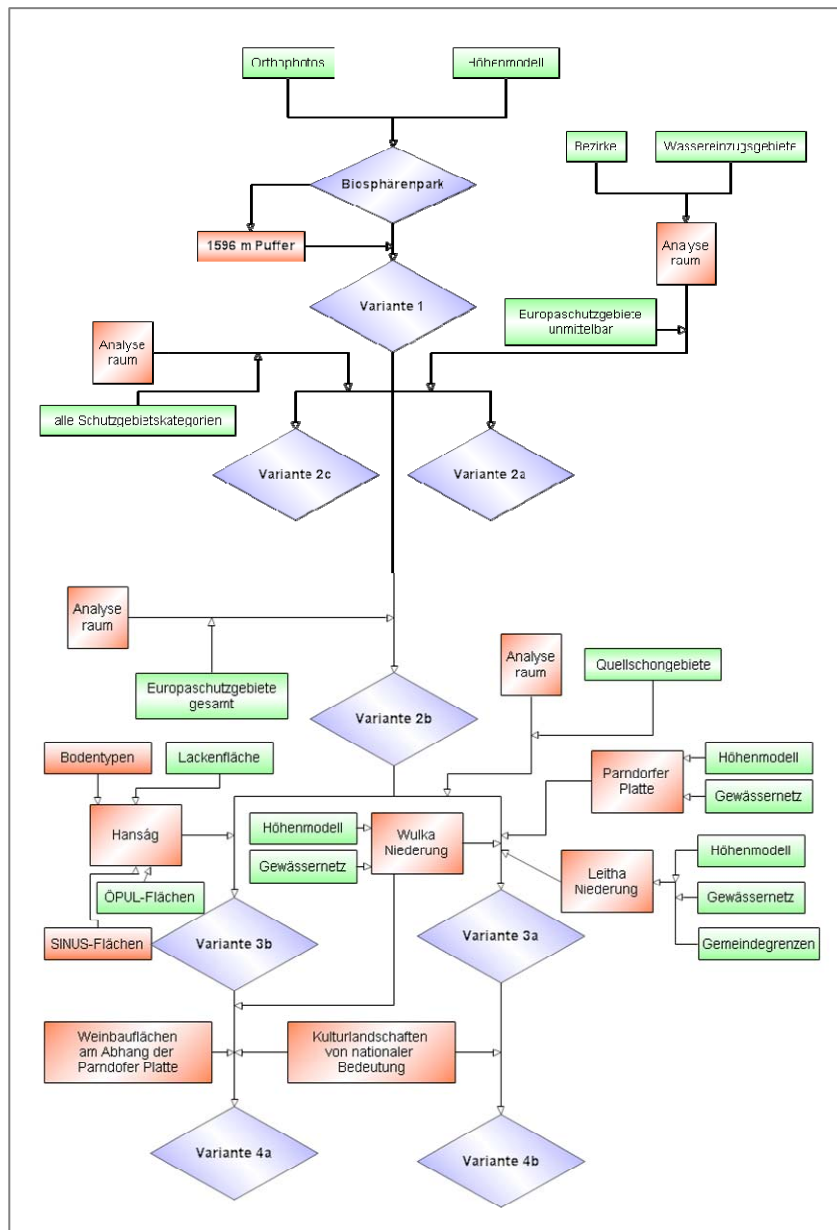 Orthophotos
Höhenmodell
Bezirke
Wassereinzugsgebiete
Biosphärenpark
1596 m Puffer
Analyse
raum
Variante 1
Europaschutzgebiete
unmittelbar
Analyse
raum
alle Schutzgebietskategorien
Variante 2c
Variante 2a
Analyse
raum
Europaschutzgebiete
gesamt
Analyse
raum
Quellschongebiete
Variante 2b
Bodentypen
Lackenfläche
Parndorfer
Platte
Höhenmodell
Gewässernetz
Hanság
Höhenmodell
Gewässernetz
Wulka
Niederung
Leitha
Niederung
Höhenmodell
Gewässernetz
Gemeindegrenzen
ÖPUL-Flächen
SINUS-Flächen
Variante 3b
Variante 3a
Weinbauflächen
am Abhang der
Parndofer Platte
Kulturlandschaften
von nationaler
Bedeutung
Variante 4a
Variante 4b